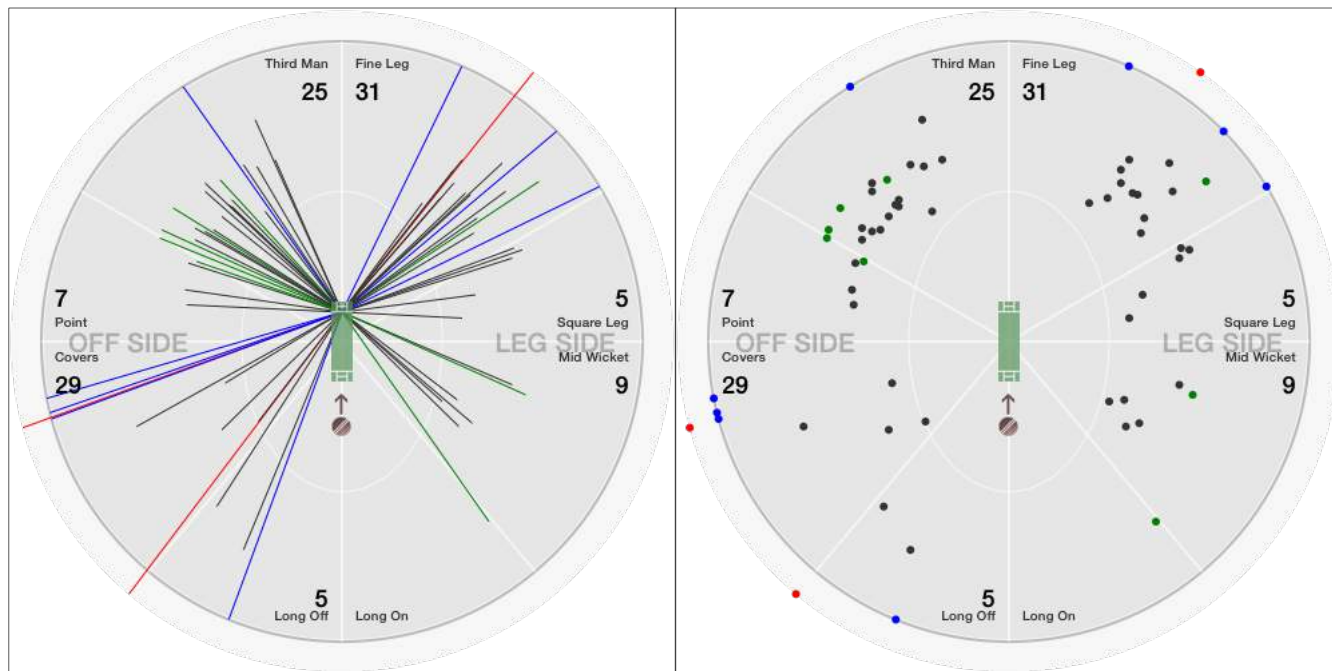 Third Man Fine Leg
25 31
7 5
Point Square Leg
OFF SIDE LEG SIDE
Covers Mid Wicket
29 9
5
Long Off Long On
Third Man Fine Leg
25 31
7 5
Point Square Leg
OFF SIDE LEG SIDE
Covers Mid Wicket
29 9
5
Long Off Long On